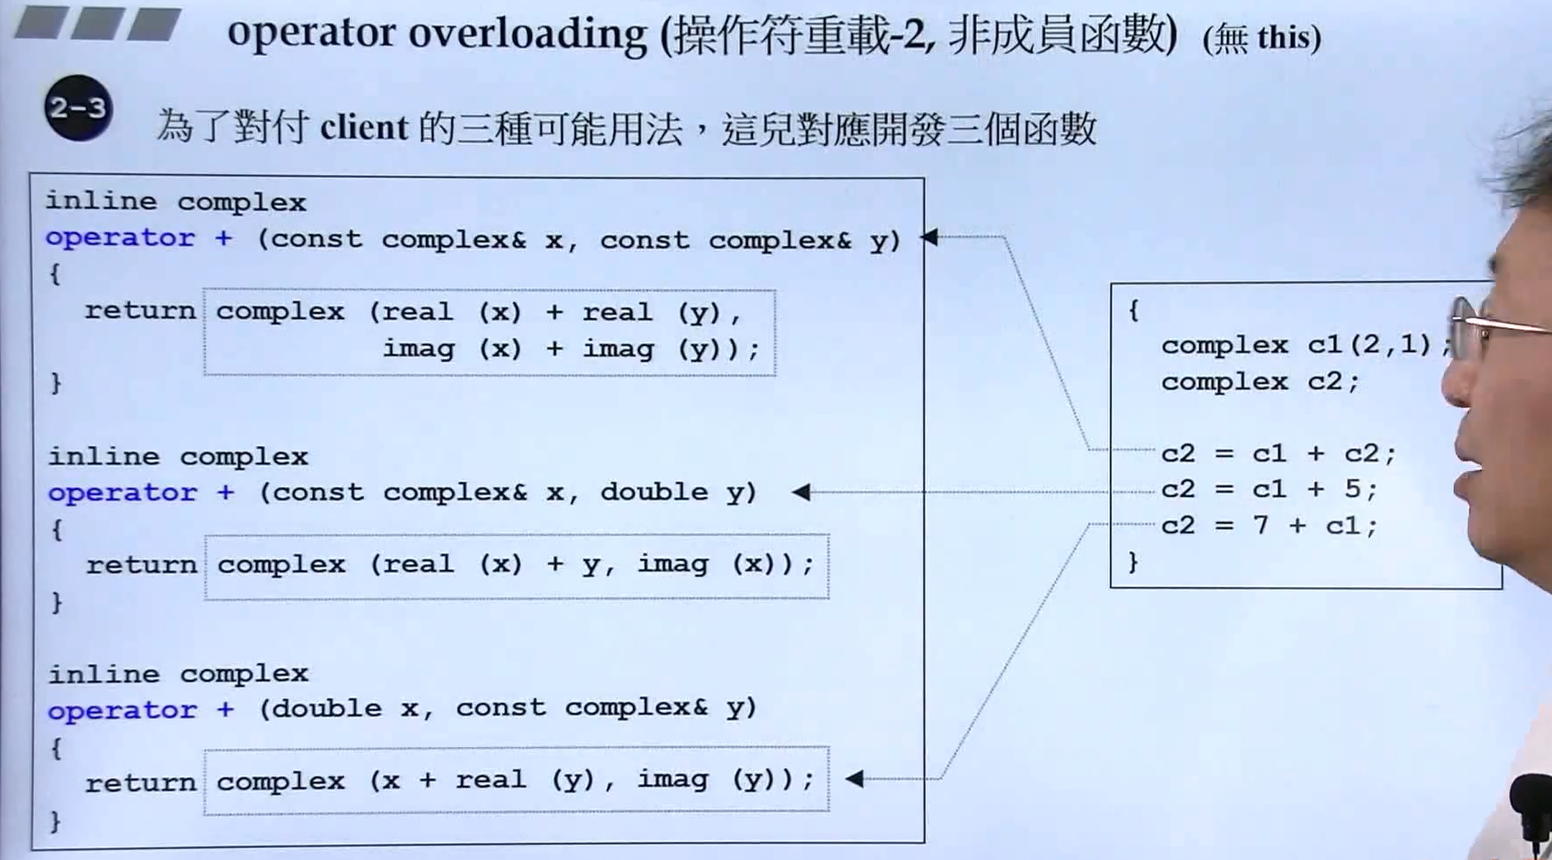 operator overloading (操作符重載-2, 非成員函數) (無 this)
2-3
為了對付 client 的三種可能用法，這兒對應開發三個函數
inline complex
operator + (const complex& x, const complex& y)
{
return complex (real (x) + real (y),
imag (x) + imag (y));
}
inline complex
operator + (const complex& x, double y)
{
return complex (real (x) + y, imag (x));
}
inline complex
operator + (double x, const complex& y)
{
return complex (x + real (y), imag (y));
}
{
complex c1(2,1);
complex c2;
c2 = c1 + c2;
c2 = c1 + 5;
c2 = 7 + c1;
}